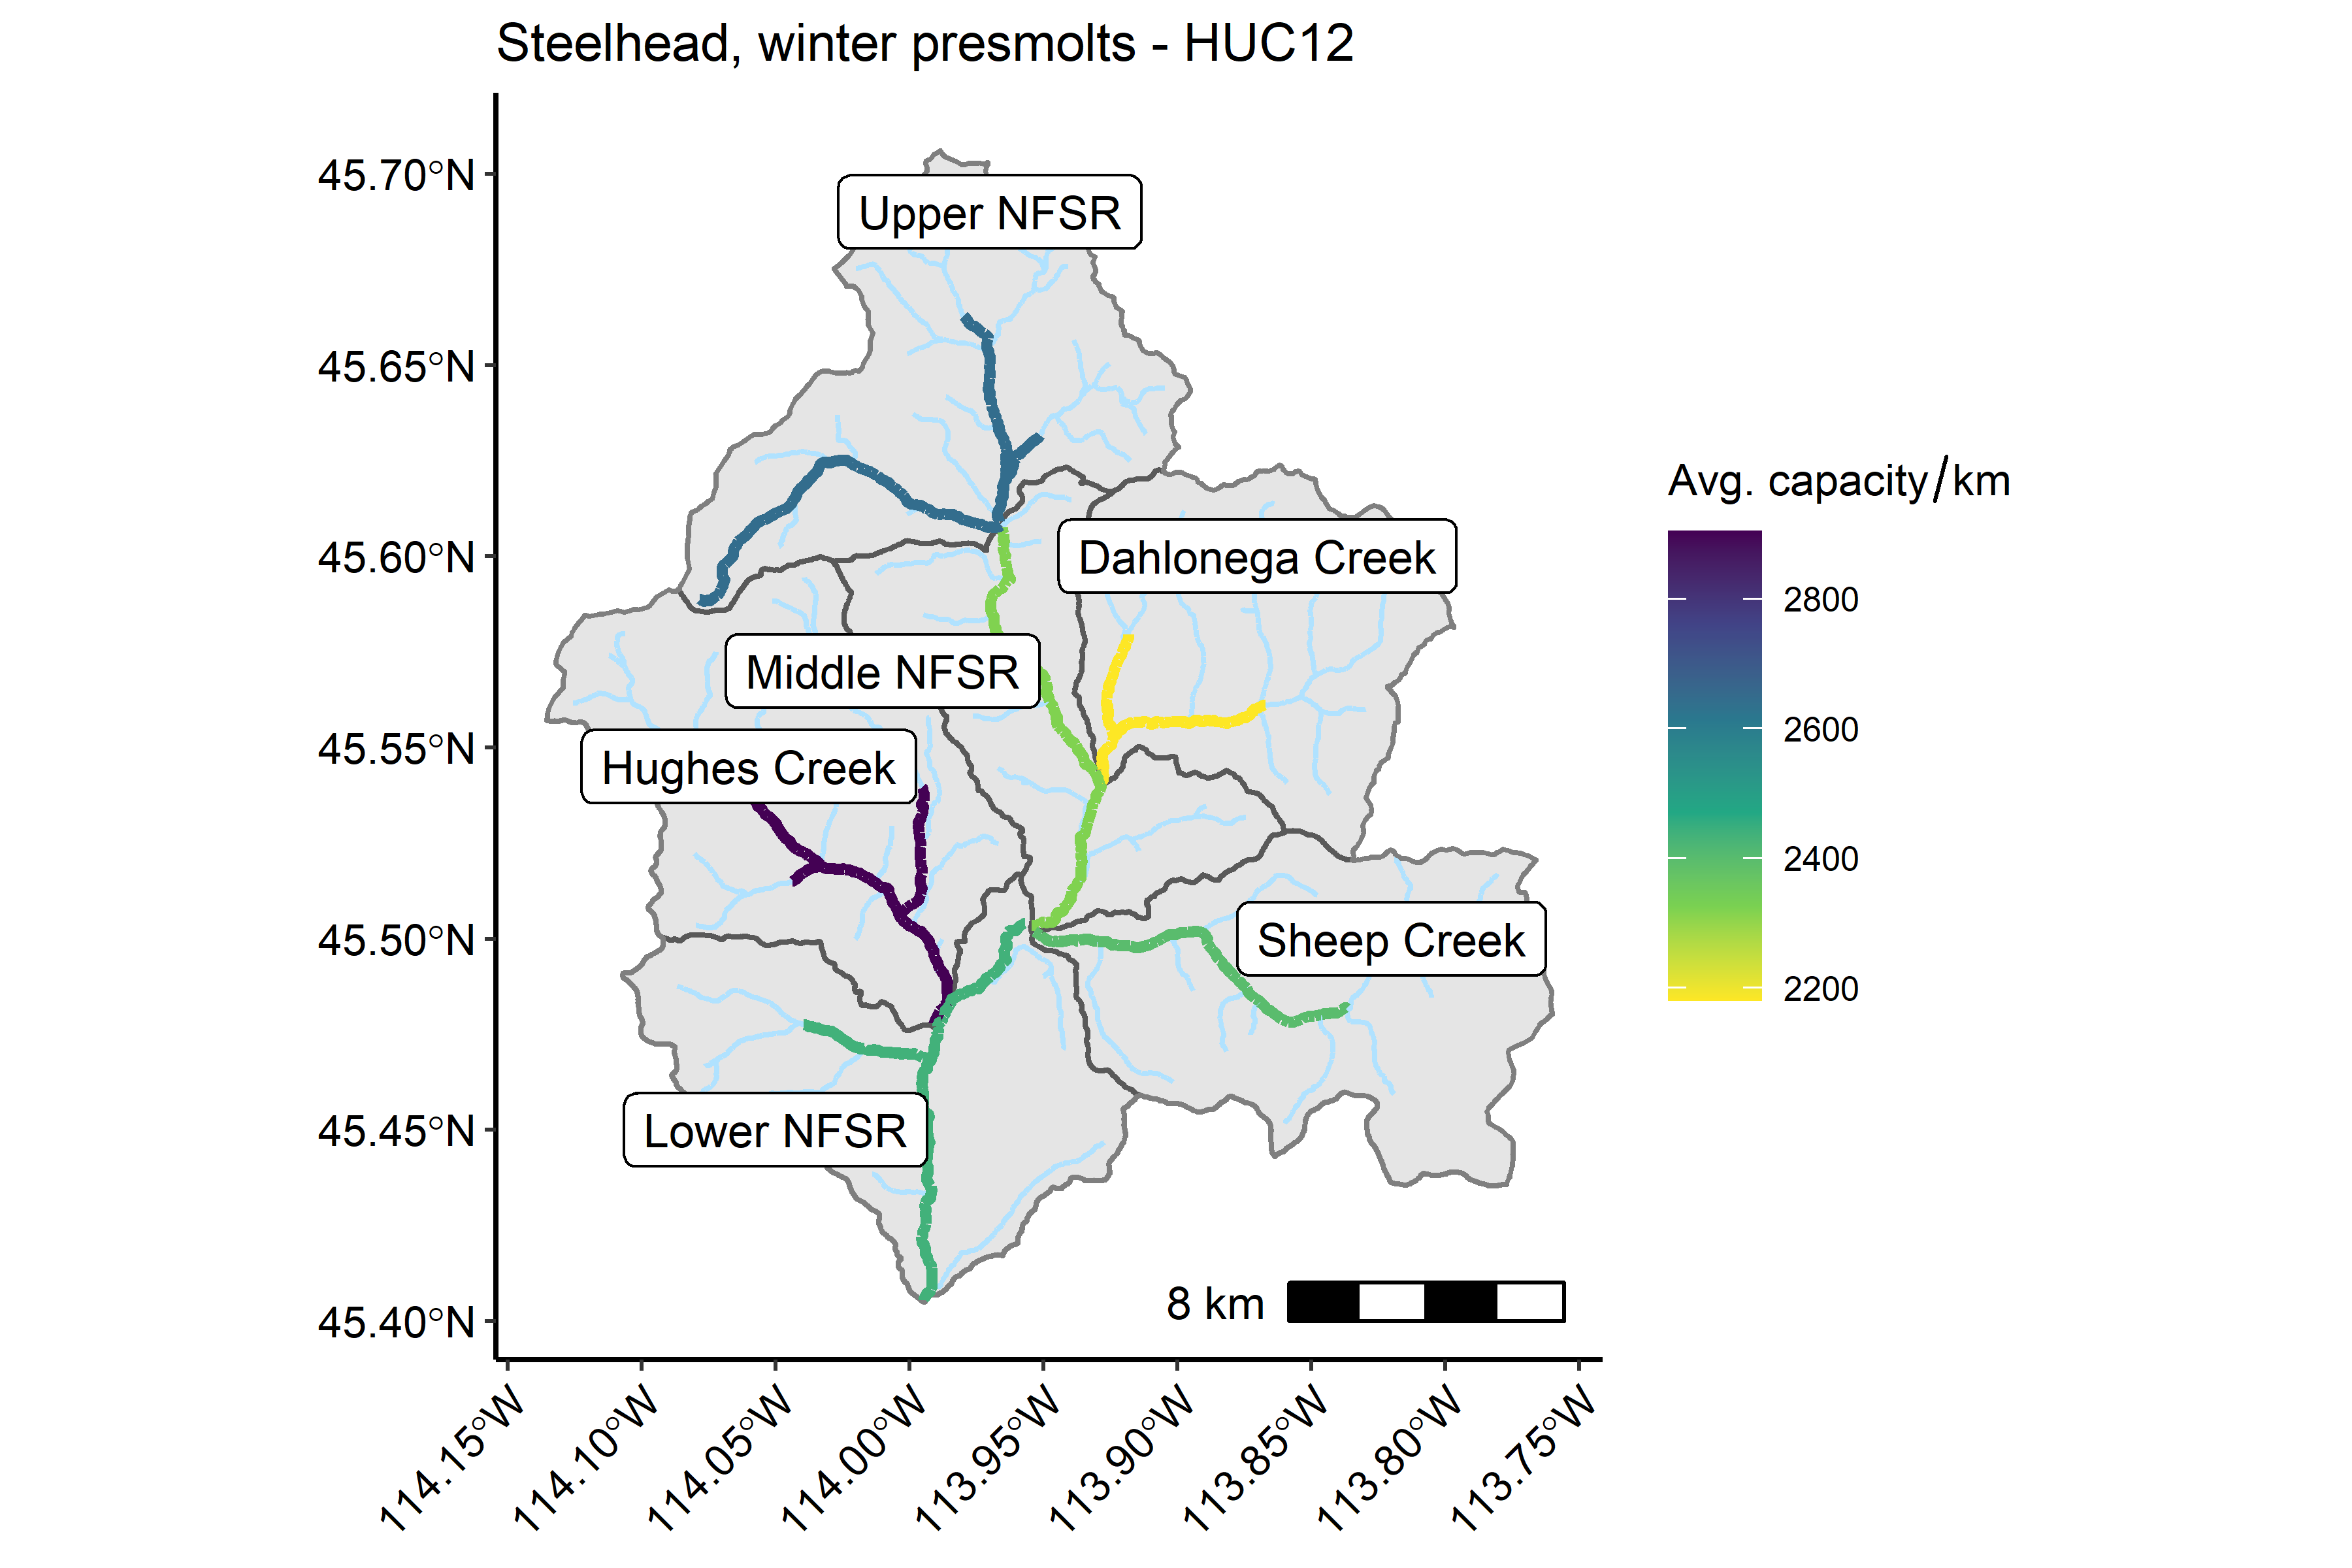 Steelhead, winter presmolts - HUC12
45.70°N
45.65°N
45.60°N
45.55°N
45.50°N
45.45°N
45.40°N
Upper NFSR
Dahlonega Creek
Middle NFSR
Hughes Creek
Sheep Creek
Lower NFSR
8 km
114.15°W
114.10°W
114.05°W
114.00°W
113.95°W
113.90°W
113.85°W
113.80°W
113.75°W
Avg. capacity/km
2800
2600
2400
2200